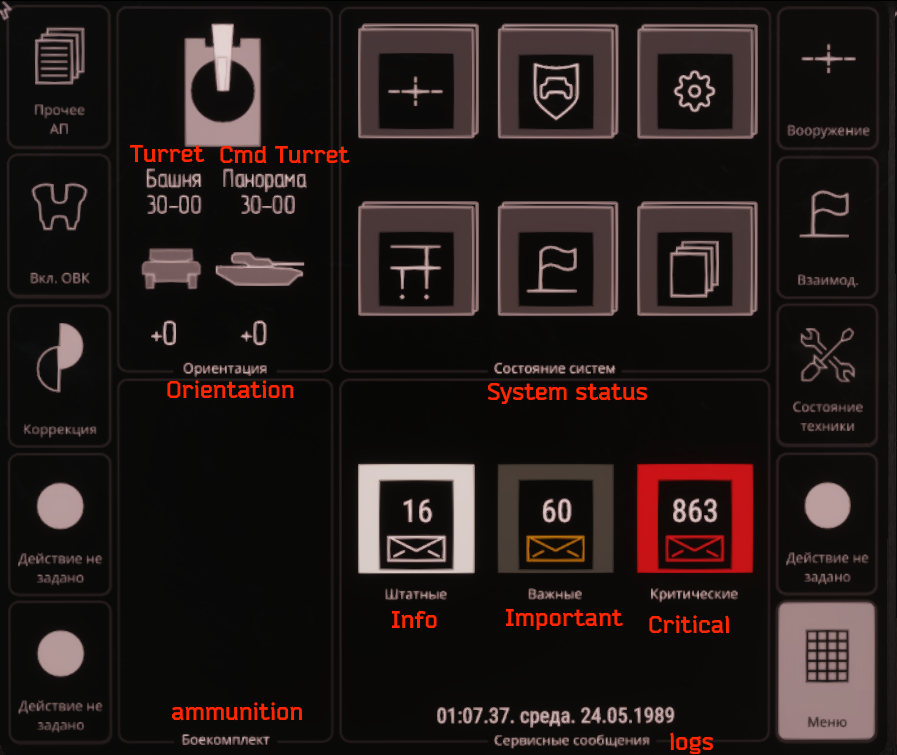 Прочее
АП
Вкл. ОВК
Коррекция
Действие не
задано
Действие не
задано
Turret Cmd Turret
Башня Панорама
30-00 30-00
+0 +0
Ориентация
Orientation
Состояние систем
System status
16 60 863
Штатные Важные Критические
Info Important Critical
ammunition
Боекомплект
01:07.37. среда. 24.05.1989
Сервисные сообщения logs
Вооружение
Взаимод.
Состояние
техники
Действие не
задано
Меню